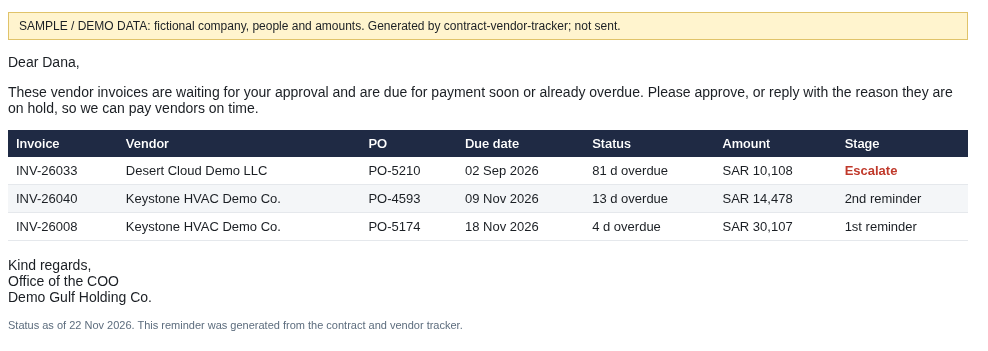 SAMPLE / DEMO DATA: fictional company, people and amounts. Generated by contract-vendor-tracker; not sent.
Dear Dana,
These vendor invoices are waiting for your approval and are due for payment soon or already overdue. Please approve, or reply with the reason they are
on hold, so we can pay vendors on time.
Invoice Vendor PO Due date Status Amount Stage
INV-26033 Desert Cloud Demo LLC PO-5210 02 Sep 2026 81 d overdue SAR 10,108 Escalate
INV-26040 Keystone HVAC Demo Co. PO-4593 09 Nov 2026 13 d overdue SAR 14,478 2nd reminder
INV-26008 Keystone HVAC Demo Co. PO-5174 18 Nov 2026 4 d overdue SAR 30,107 1st reminder
Kind regards,
Office of the COO
Demo Gulf Holding Co.
Status as of 22 Nov 2026. This reminder was generated from the contract and vendor tracker.